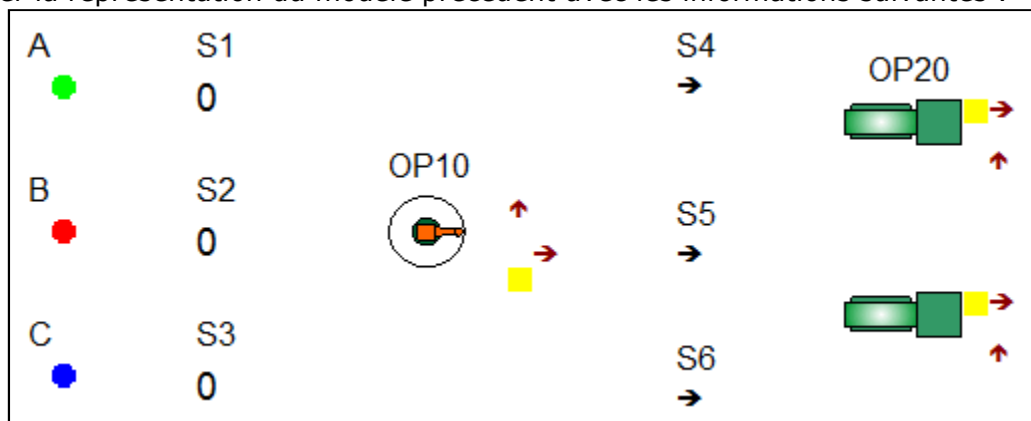 er la représentation du modèle précédent avec les informations suivantes :
A S1 S4
OP20
0
OP10
B S2 S5
0
C S3 S6
0